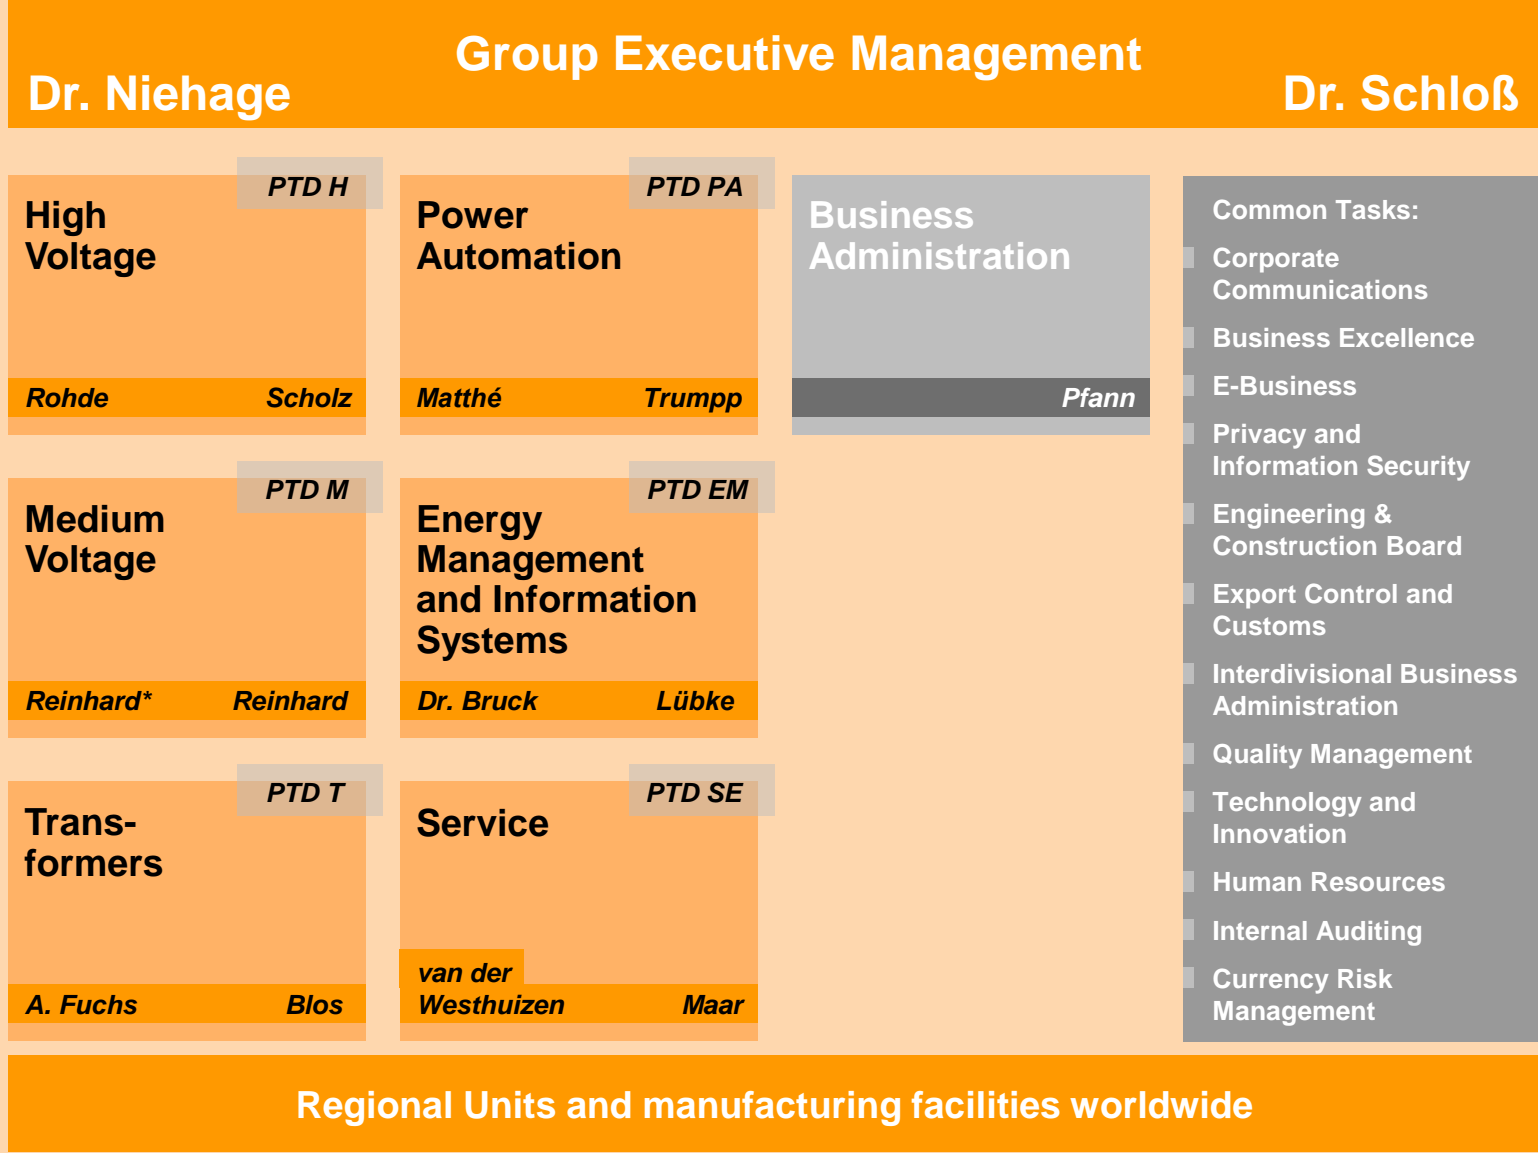 Group Executive Management
Dr. Niehage
Dr. Schloß
PTD H
High
Voltage
Rohde
Scholz
PTD PA
Power
Automation
Matthé
Trumpp
Business
Administration
Pfann
PTD M
Medium
Voltage
Reinhard*
Reinhard
PTD EM
Energy
Management
and Information
Systems
Dr. Bruck
Lübke
PTD T
Trans-
formers
A. Fuchs
Blos
PTD SE
Service
van der
Westhuizen
Maar
Common Tasks:
Corporate
Communications
Business Excellence
E-Business
Privacy and
Information Security
Engineering &
Construction Board
Export Control and
Customs
Interdivisional Business
Administration
Quality Management
Technology and
Innovation
Human Resources
Internal Auditing
Currency Risk
Management
Regional Units and manufacturing facilities worldwide